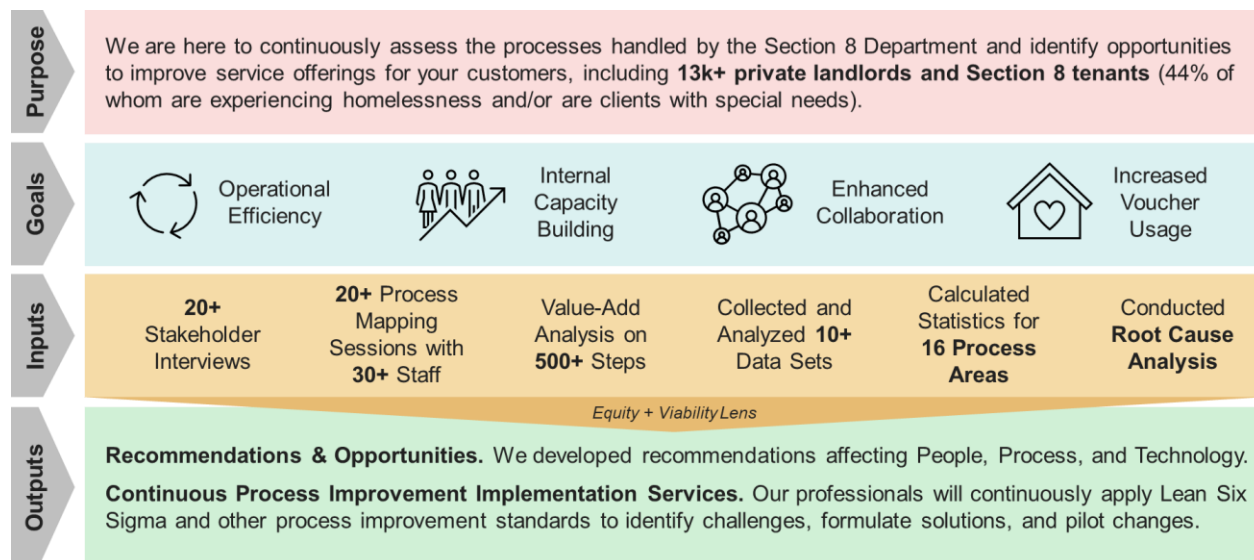 Purpose
We are here to continuously assess the processes handled by the Section 8 Department and identify opportunities
to improve service offerings for your customers, including 13k+ private landlords and Section 8 tenants (44% of
whom are experiencing homelessness and/or are clients with special needs).
Goals
Operational
Efficiency
Internal
Capacity
Building
Enhanced
Collaboration
Increased
Voucher
Usage
Inputs
20+
Stakeholder
Interviews
20+ Process
Mapping
Sessions with
30+ Staff
Value-Add
Analysis on
500+ Steps
Collected and
Analyzed 10+
Data Sets
Calculated
Statistics for
16 Process
Areas
Conducted
Root Cause
Analysis
Equity + Viability Lens
Outputs
Recommendations & Opportunities. We developed recommendations affecting People, Process, and Technology.
Continuous Process Improvement Implementation Services. Our professionals will continuously apply Lean Six
Sigma and other process improvement standards to identify challenges, formulate solutions, and pilot changes.